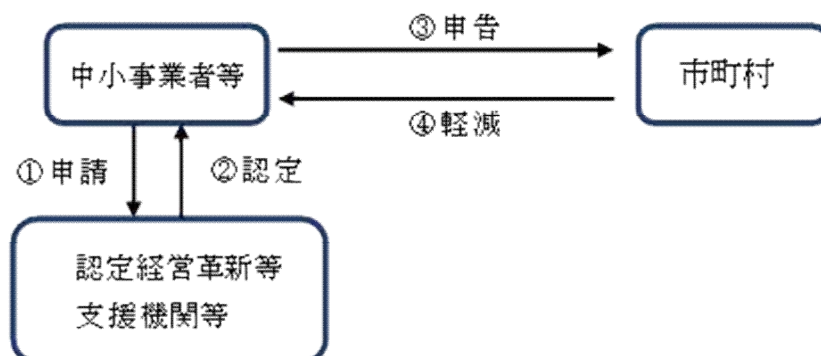 ③申告
中小事業者等
市町村
④軽減
①申請
②認定
認定経営革新等
支援機関等